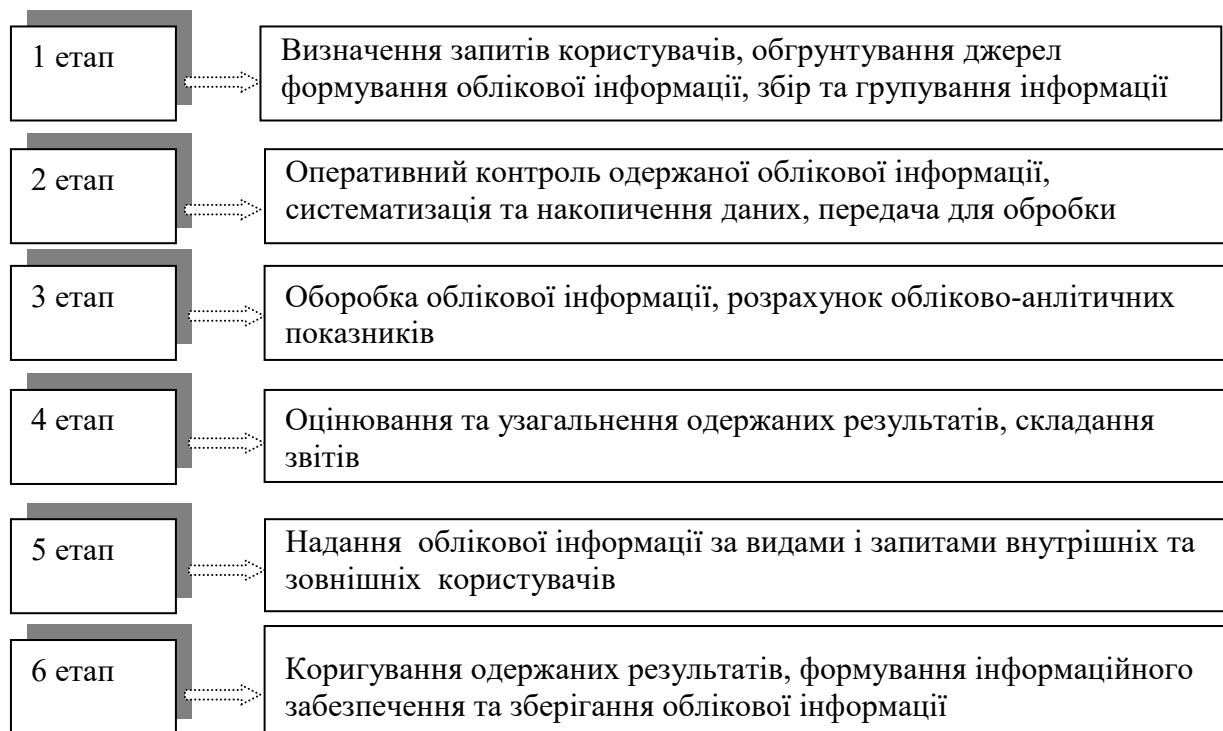 1 етап
Визначення запитів користувачів, обгрунтування джерел
формування облікової інформації, збір та групування інформації
2 етап
Оперативний контроль одержаної облікової інформації,
систематизація та накопичення даних, передача для обробки
3 етап
Оборобка облікової інформації, розрахунок обліково-анлітичних
показників
4 етап
Оцінювання та узагальнення одержаних результатів, складання
звітів
5 етап
Надання облікової інформації за видами і запитами внутрішніх та
зовнішніх користувачів
6 етап
Коригування одержаних результатів, формування інформаційного
забезпечення та зберігання облікової інформації